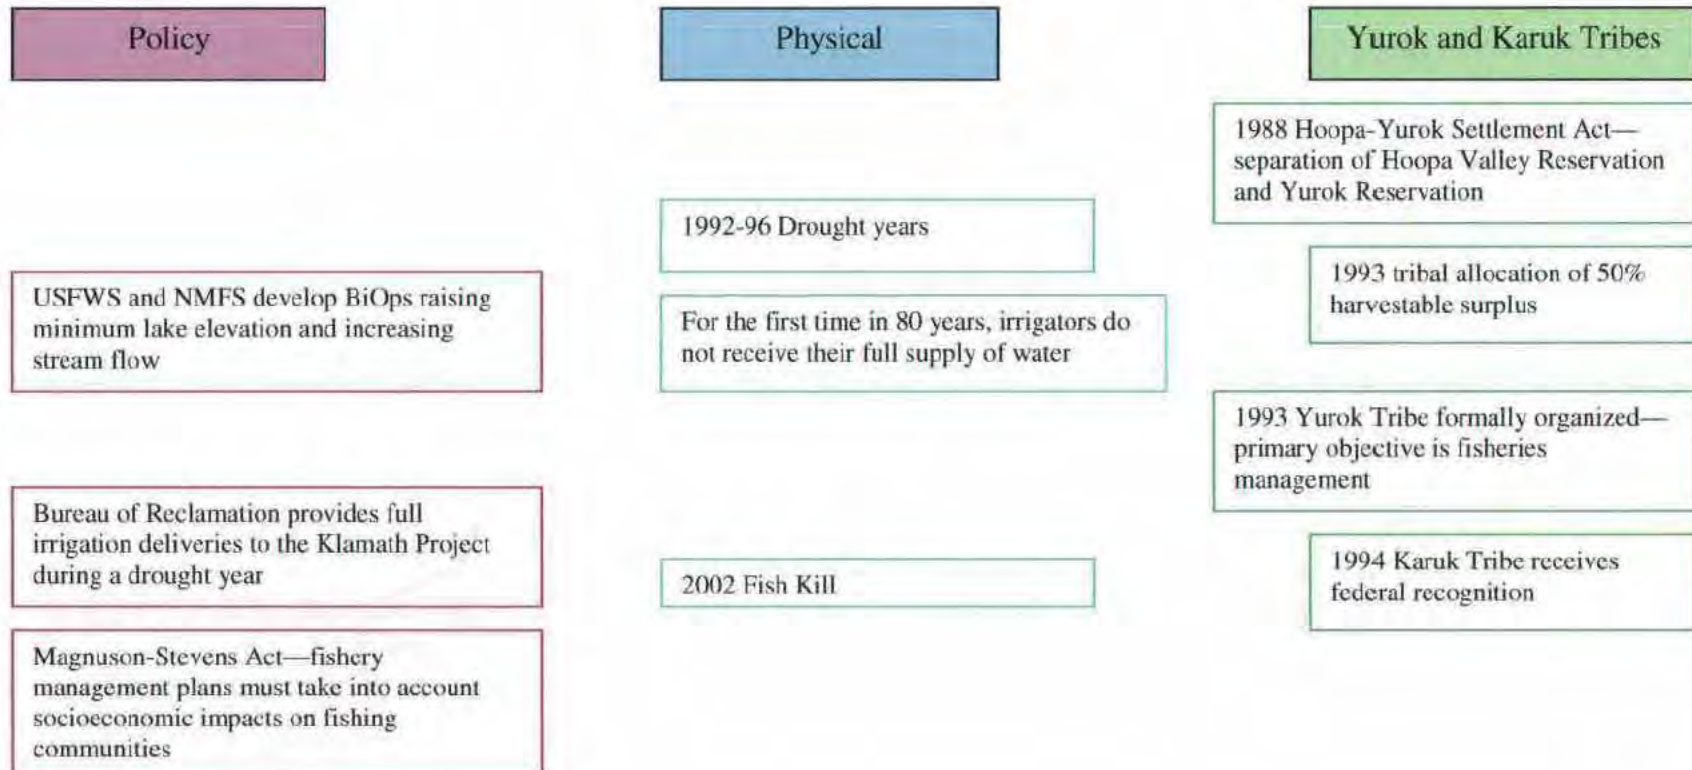 Policy
Physical
Yurok and Karuk Tribes
USFWS and NMFS develop BiOps raising
minimum lake elevation and increasing
stream flow
Bureau of Reclamation provides full
irrigation deliveries to the Klamath Project
during a drought year
Magnuson-Stevens Act—fishery
management plans must take into account
socioeconomic impacts on fishing
communities
1992-96 Drought years
For the first time in 80 years, irrigators do
not receive their full supply of water
2002 Fish Kill
1988 Hoopa-Yurok Settlement Act—
separation of Hoopa Valley Reservation
and Yurok Reservation
1993 tribal allocation of 50%
harvestable surplus
1993 Yurok Tribe formally organized—
primary objective is fisheries
management
1994 Karuk Tribe receives
federal recognition